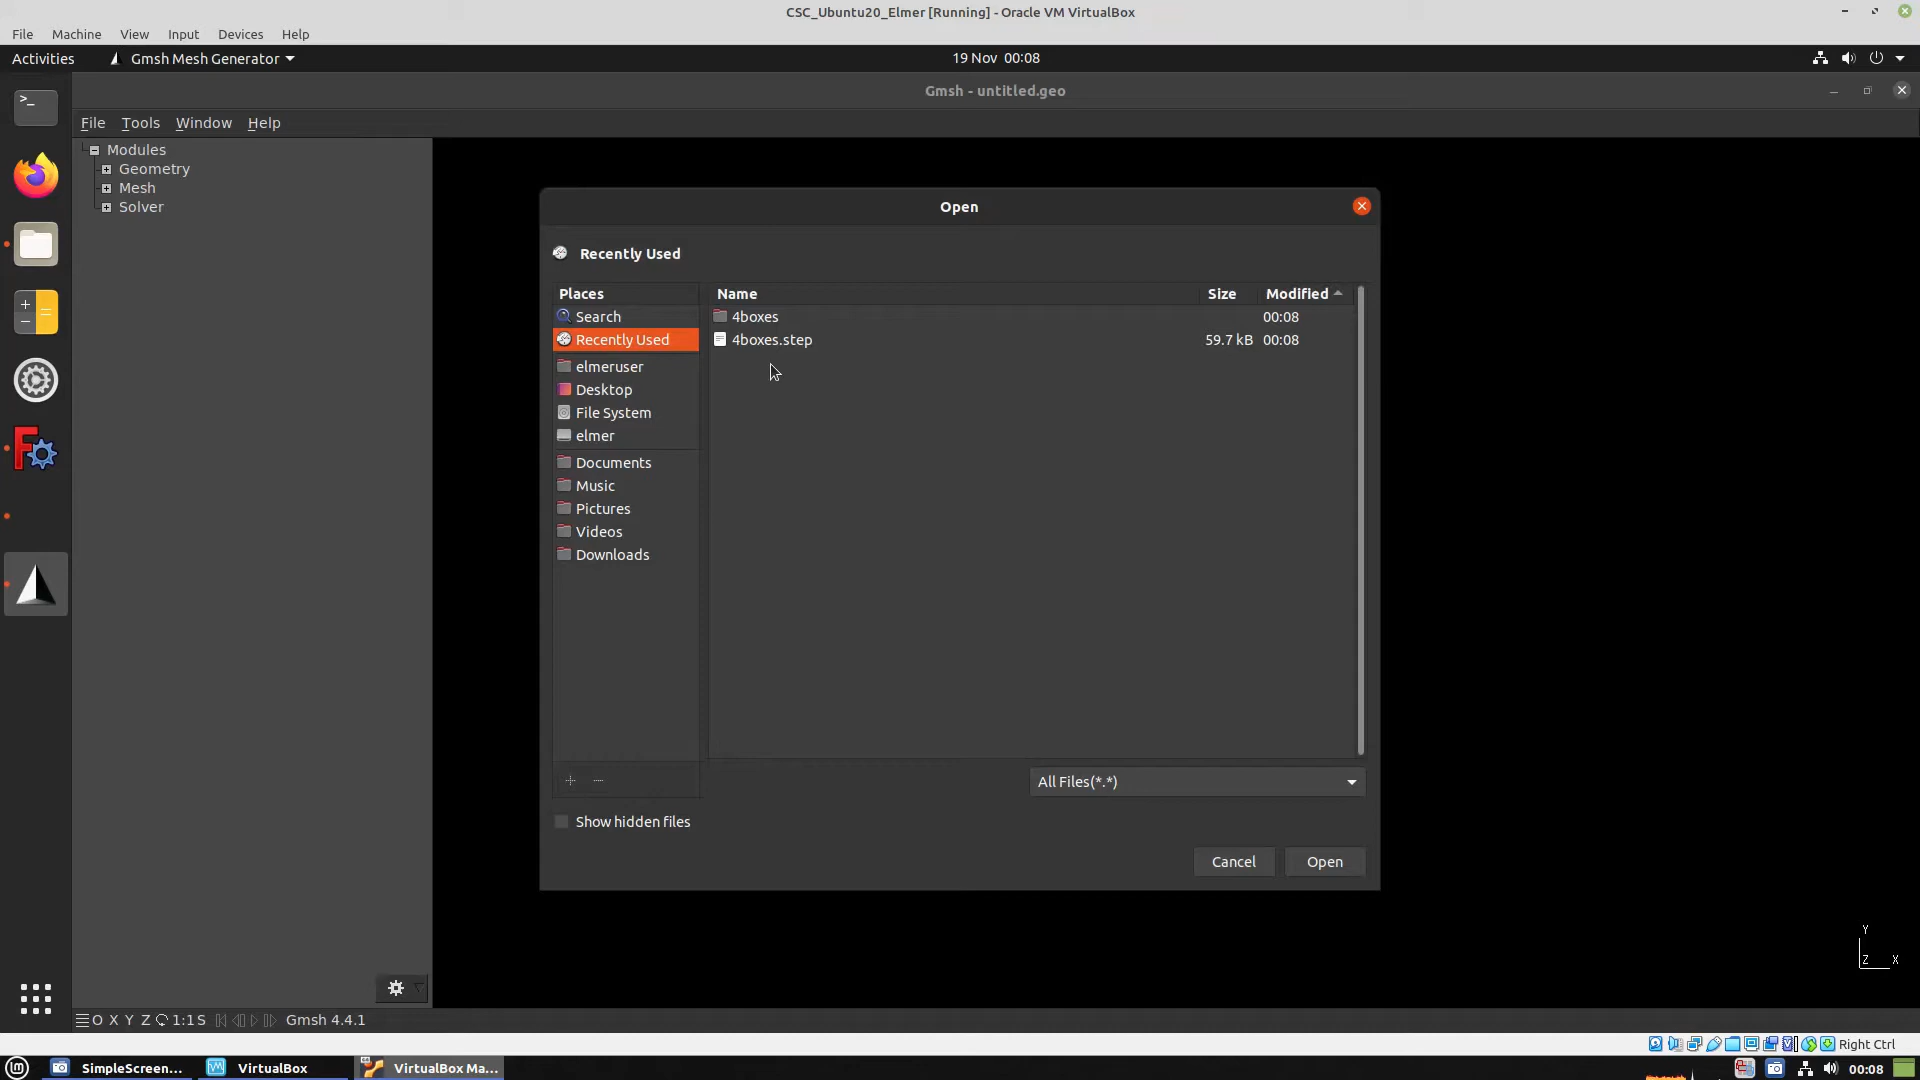 CSC_Ubuntu20_Elmer [Running] - Oracle VM VirtualBox
File Machine View Input Devices Help
Activities Gmsh Mesh Generator 19 Nov 00:08
Gmsh - untitled.geo
File Tools Window Help
Modules
Geometry
Mesh
Solver
Open
Recently Used
Places Name Size Modified
Search 4boxes 00:08
Recently Used 4boxes.step 59.7 kB 00:08
elmeruser
Desktop
File System
elmer
Documents
Music
Pictures
Videos
Downloads
All Files(*.*)
Show hidden files
Cancel Open
Y
Z X
O X Y Z 1:1 S Gmsh 4.4.1
Right Ctrl
SimpleScreen... VirtualBox VirtualBox Ma... 00:08